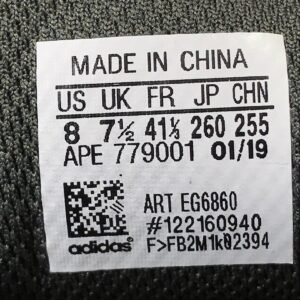 MADE IN CHINA
US UK FR JP CHN
8 7½ 41⅓ 260 255
APE 779001 01/19
ART EG6860
#122160940
adidas F>FB2M1k02394